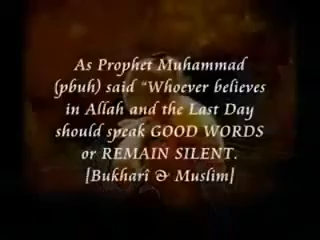 As Prophet Muhammad
(pbuh) said "Whoever believes
in Allah and the Last Day
should speak GOOD WORDS
or REMAIN SILENT.
[Bukharî & Muslim]